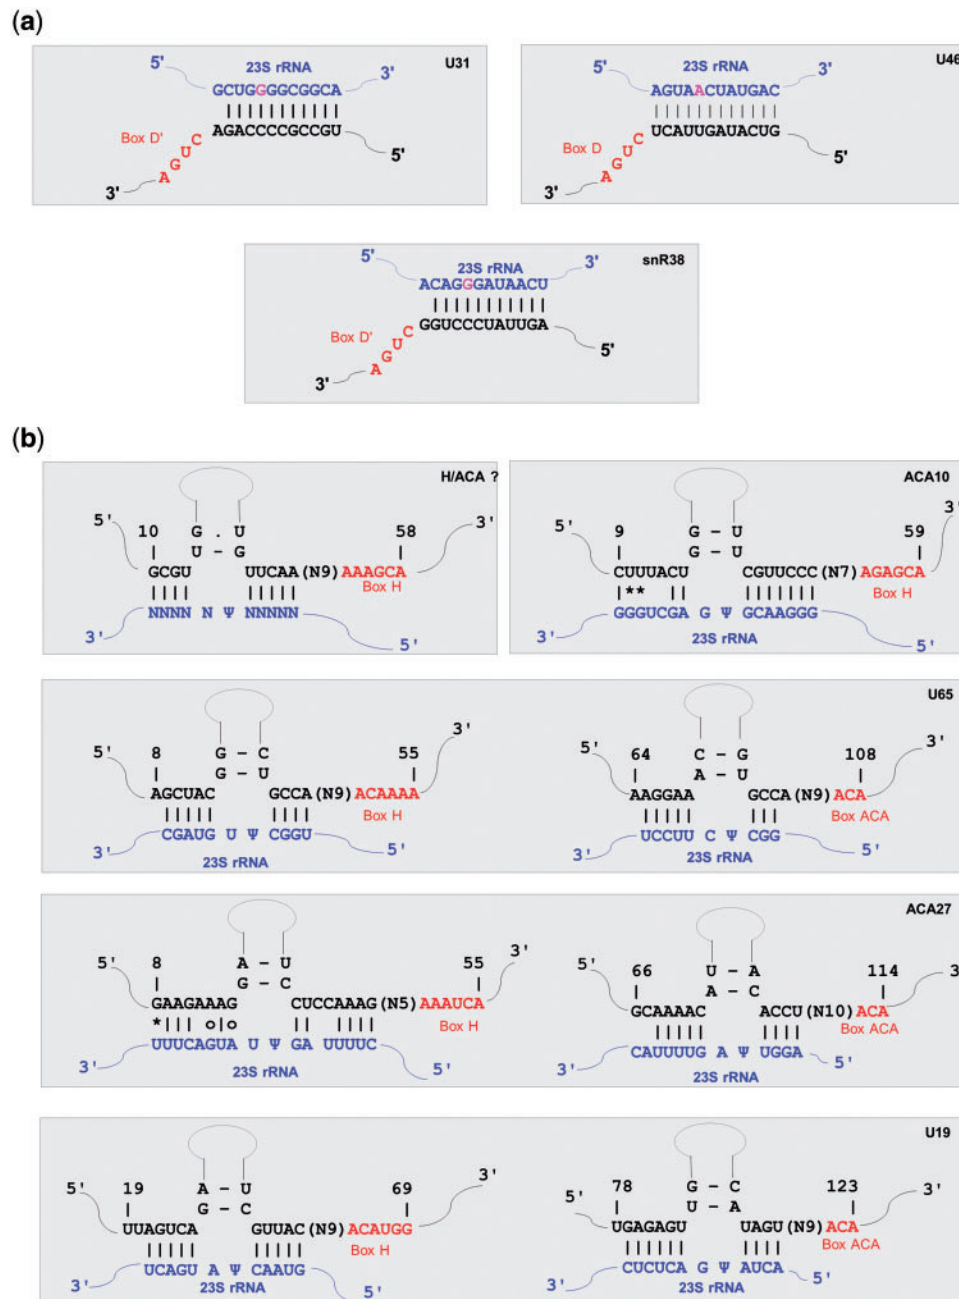 (a)
U31
5' 23S rRNA 3'
GCUGGGGCGGCA
AGACCCCGCCGU
Box D' C U G A
3' 5'
U46
5' 23S rRNA 3'
AGUAACUAUGAC
UCAUUGAUACUG
Box D C U G A
3' 5'
snR38
5' 23S rRNA 3'
ACAGGGAUAACU
GGUCCCUAUUGA
Box D' C U G A
3' 5'
(b)
H/ACA ?
5' 10 G . U 58 3'
U - G
GCGU UUCAA (N9) AAAGCA
Box H
NNNN N Ψ NNNNN
3' 5'
ACA10
5' 9 G - U 59 3'
G - U
CUUUACU CGUUCCC (N7) AGAGCA
** Box H
GGGUCGA G Ψ GCAAGGG
3' 23S rRNA 5'
U65
5' 8 G - C 55 3'
G - U
AGCUAC GCCA (N9) ACAAAA
Box H
CGAUG U Ψ CGGU
3' 23S rRNA 5'
5' 64 C - G 108 3'
A - U
AAGGAA GCCA (N9) ACA
Box ACA
UCCUU C Ψ CGG
3' 23S rRNA 5'
ACA27
5' 8 A - U 55 3'
G - C
GAAGAAAG CUCCAAAG (N5) AAAUCA
* o o Box H
UUUCAGUA U Ψ GA UUUUC
3' 23S rRNA 5'
5' 66 U - A 114 3'
A - C
GCAAAAC ACCU (N10) ACA
Box ACA
CAUUUUG A Ψ UGGA
3' 23S rRNA 5'
U19
5' 19 A - U 69 3'
G - C
UUAGUCA GUUAC (N9) ACAUGG
Box H
UCAGU A Ψ CAAUG
3' 23S rRNA 5'
5' 78 G - C 123 3'
U - A
UGAGAGU UAGU (N9) ACA
Box ACA
CUCUCA G Ψ AUCA
3' 23S rRNA 5'